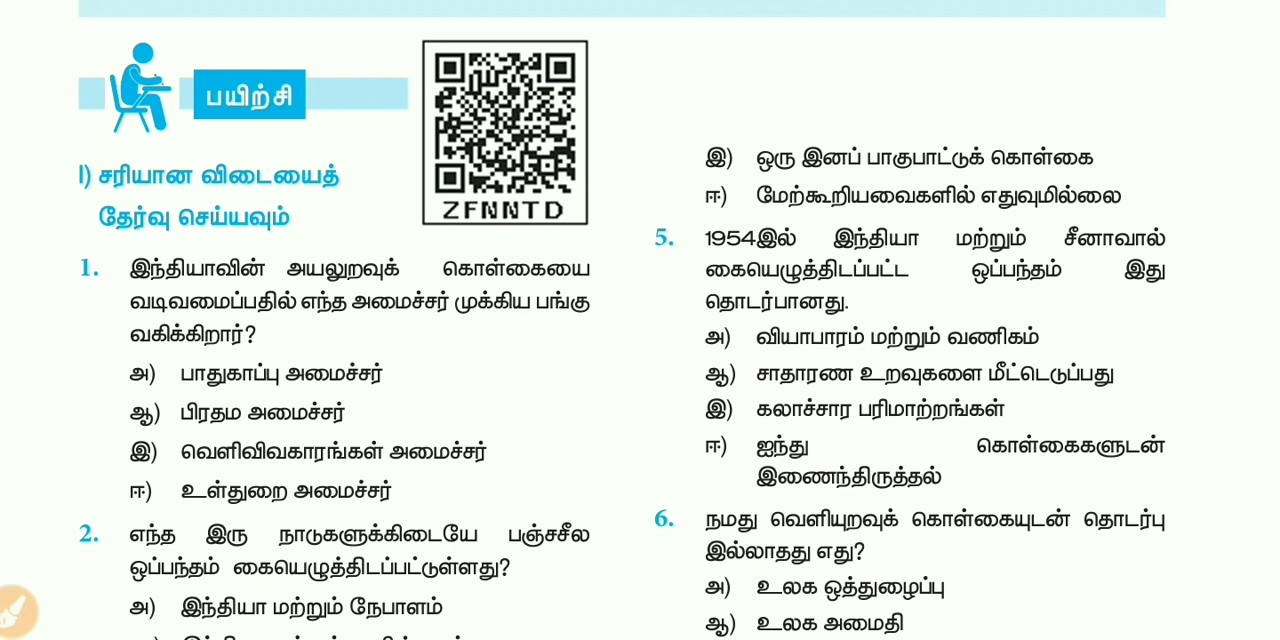 பயிற்சி
ZFNNTD
I) சரியான விடையைத்
தேர்வு செய்யவும்
1. இந்தியாவின் அயலுறவுக் கொள்கையை
வடிவமைப்பதில் எந்த அமைச்சர் முக்கிய பங்கு
வகிக்கிறார்?
அ) பாதுகாப்பு அமைச்சர்
ஆ) பிரதம அமைச்சர்
இ) வெளிவிவகாரங்கள் அமைச்சர்
ஈ) உள்துறை அமைச்சர்
2. எந்த இரு நாடுகளுக்கிடையே பஞ்சசீல
ஒப்பந்தம் கையெழுத்திடப்பட்டுள்ளது?
அ) இந்தியா மற்றும் நேபாளம்
இ) ஒரு இனப் பாகுபாட்டுக் கொள்கை
ஈ) மேற்கூறியவைகளில் எதுவுமில்லை
5. 1954இல் இந்தியா மற்றும் சீனாவால்
கையெழுத்திடப்பட்ட ஒப்பந்தம் இது
தொடர்பானது.
அ) வியாபாரம் மற்றும் வணிகம்
ஆ) சாதாரண உறவுகளை மீட்டெடுப்பது
இ) கலாச்சார பரிமாற்றங்கள்
ஈ) ஐந்து கொள்கைகளுடன்
இணைந்திருத்தல்
6. நமது வெளியுறவுக் கொள்கையுடன் தொடர்பு
இல்லாதது எது?
அ) உலக ஒத்துழைப்பு
ஆ) உலக அமைதி